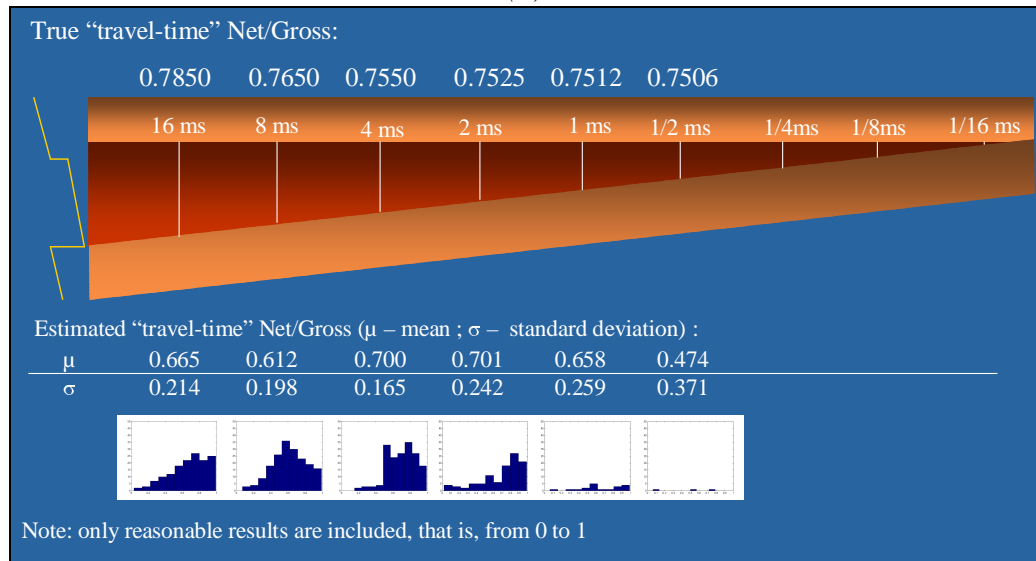 True “travel-time” Net/Gross:
0.7850 0.7650 0.7550 0.7525 0.7512 0.7506
16 ms 8 ms 4 ms 2 ms 1 ms 1/2 ms 1/4ms 1/8ms 1/16 ms
Estimated “travel-time” Net/Gross (μ – mean ; σ – standard deviation) :
μ 0.665 0.612 0.700 0.701 0.658 0.474
σ 0.214 0.198 0.165 0.242 0.259 0.371
Note: only reasonable results are included, that is, from 0 to 1